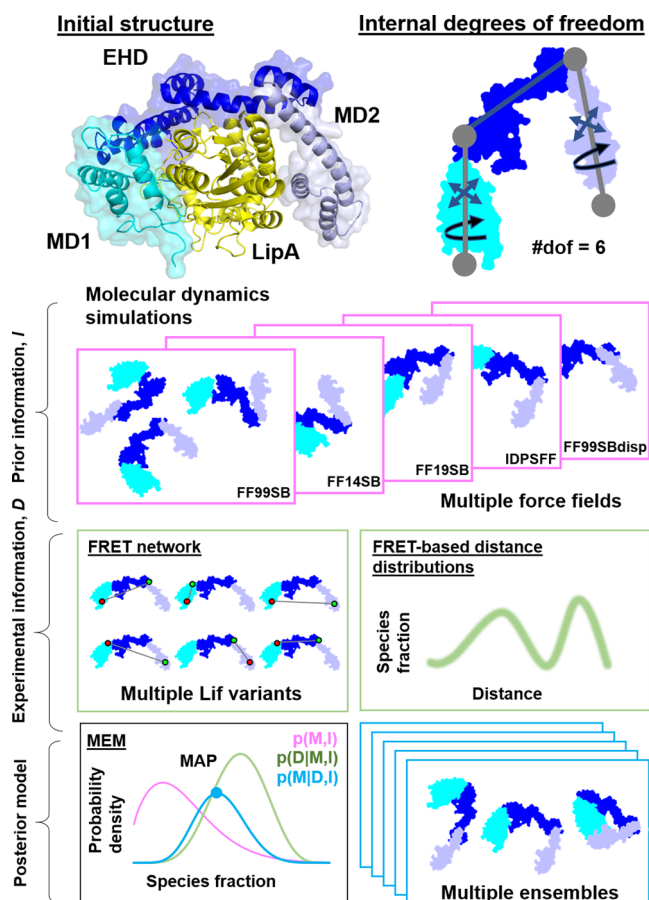 Initial structure
Internal degrees of freedom
EHD
MD2
MD1
LipA
#dof = 6
Prior information, I
Molecular dynamics
simulations
FF99SB
FF14SB
FF19SB
IDPSFF
FF99SBdisp
Multiple force fields
Experimental information, D
FRET network
Multiple Lif variants
FRET-based distance
distributions
Species
fraction
Distance
Posterior model
MEM
p(M,I)
p(D|M,I)
p(M|D,I)
MAP
Probability
density
Species fraction
Multiple ensembles